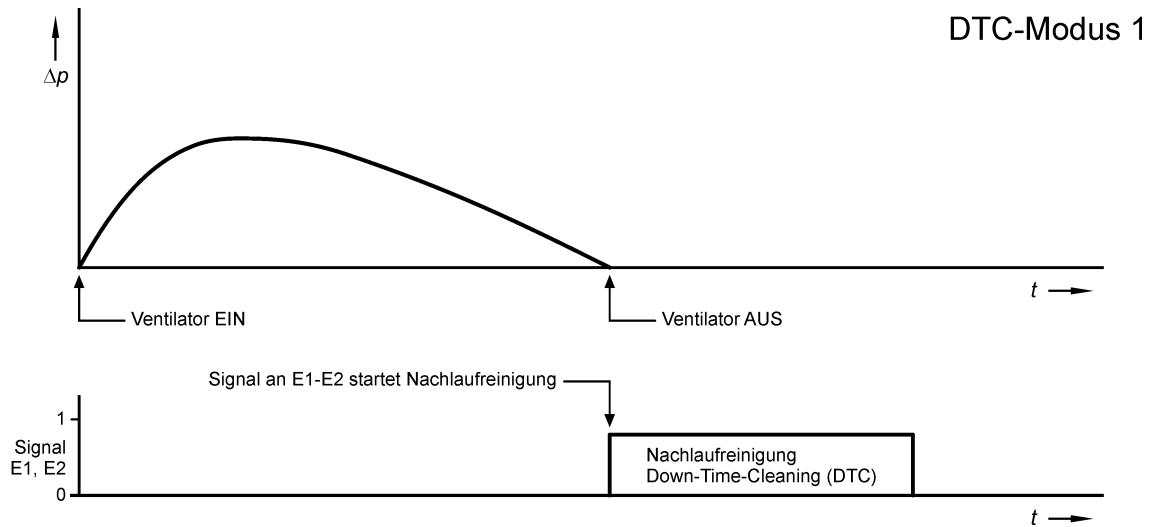 DTC-Modus 1
Δp
t
Ventilator EIN
Ventilator AUS
Signal an E1-E2 startet Nachlaufreinigung
1
Signal
E1, E2
0
Nachlaufreinigung
Down-Time-Cleaning (DTC)
t